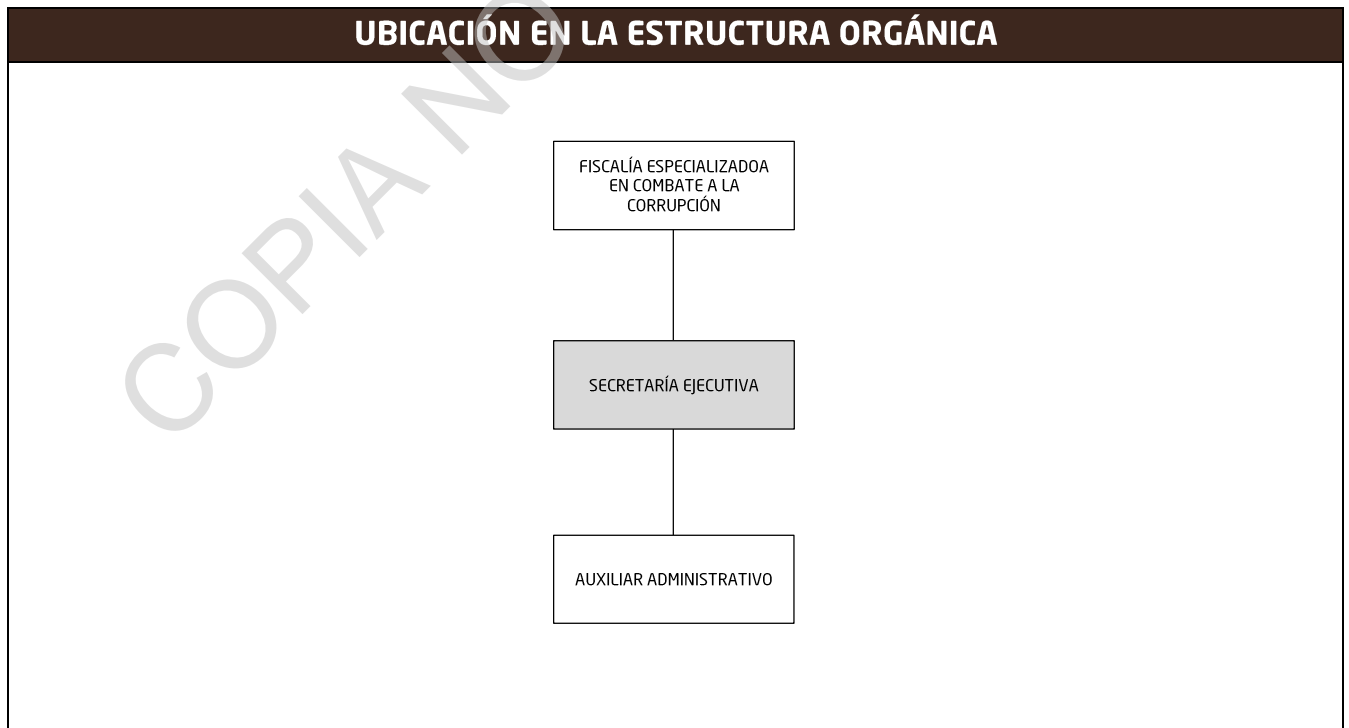 UBICACIÓN EN LA ESTRUCTURA ORGÁNICA
COPIA NO
FISCALÍA ESPECIALIZADOA
EN COMBATE A LA
CORRUPCIÓN
SECRETARÍA EJECUTIVA
AUXILIAR ADMINISTRATIVO